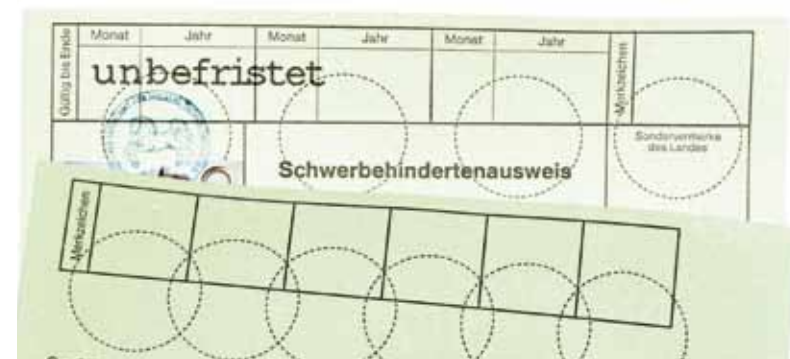 Gültig bis Ende
Monat Jahr Monat Jahr Monat Jahr
unbefristet
Merkzeichen
Sondervermerke
des Landes
Schwerbehindertenausweis
Merkzeichen